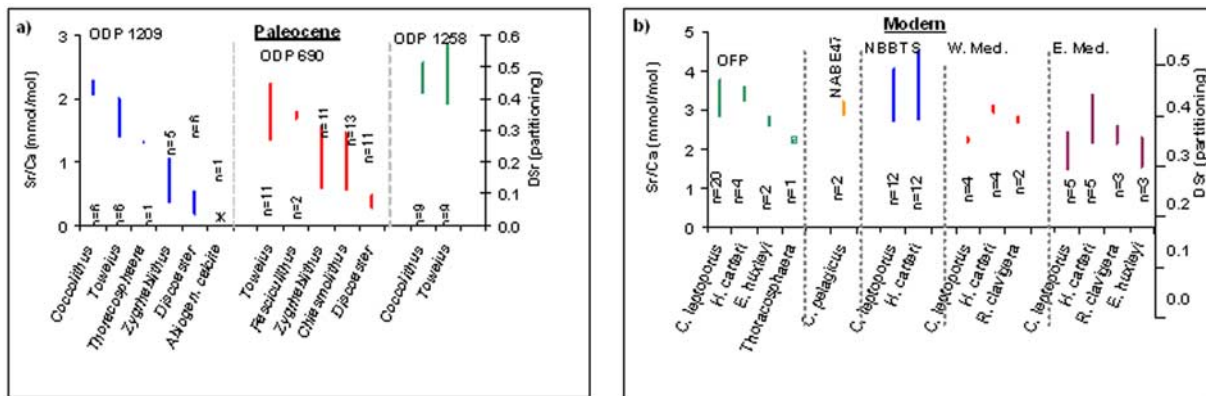 a)
Paleocene
ODP 1209
ODP 690
ODP 1258
Sr/Ca (mmol/mol)
3
2
1
0
DSr (partitioning)
0.6
0.5
0.4
0.3
0.2
0.1
0.0
n=6
n=6
n=1
n=5
n=6
n=1
n=11
n=2
n=11
n=13
n=11
n=9
n=9
Coccolithus
Toweius
Thoracosphaera
Zyghrablithus
Discoaster
Abiogen. calcite
Toweius
Fasciculithus
Zyghrablithus
Chiasmolithus
Discoaster
Coccolithus
Toweius
b)
Modern
OFP
NABE47
NBBTS
W. Med.
E. Med.
Sr/Ca (mmol/mol)
5
4
3
2
1
0
DSr (partitioning)
0.5
0.4
0.3
0.2
0.1
0.0
n=20
n=4
n=2
n=1
n=2
n=12
n=12
n=4
n=4
n=2
n=5
n=5
n=3
n=3
C. leptoporus
H. carteri
E. huxleyi
Thoracosphaera
C. pelagicus
C. leptoporus
H. carteri
C. leptoporus
H. carteri
R. clavigera
C. leptoporus
H. carteri
R. clavigera
E. huxleyi